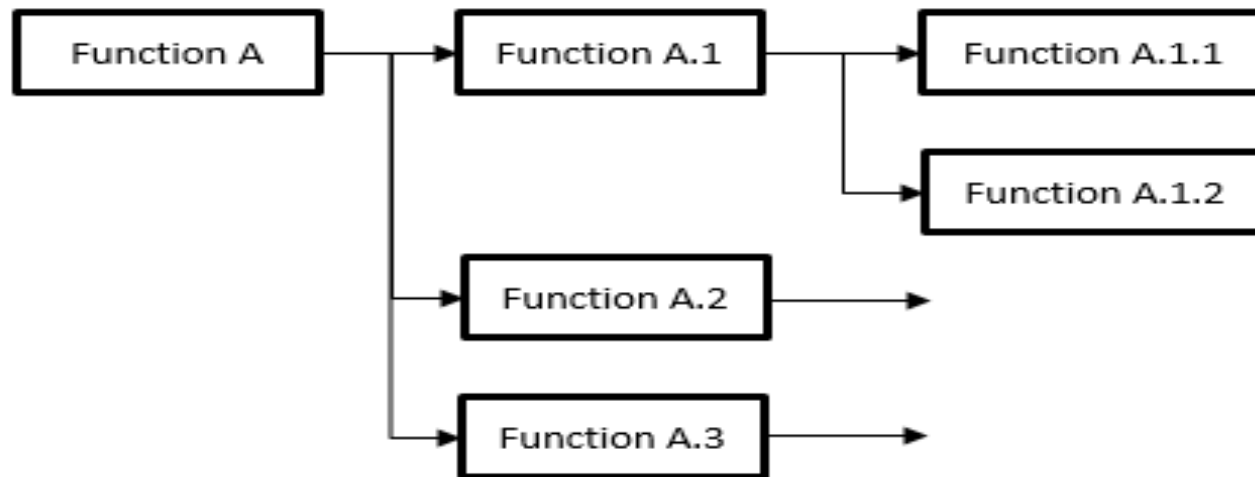 Function A
Function A.1
Function A.1.1
Function A.1.2
Function A.2
Function A.3